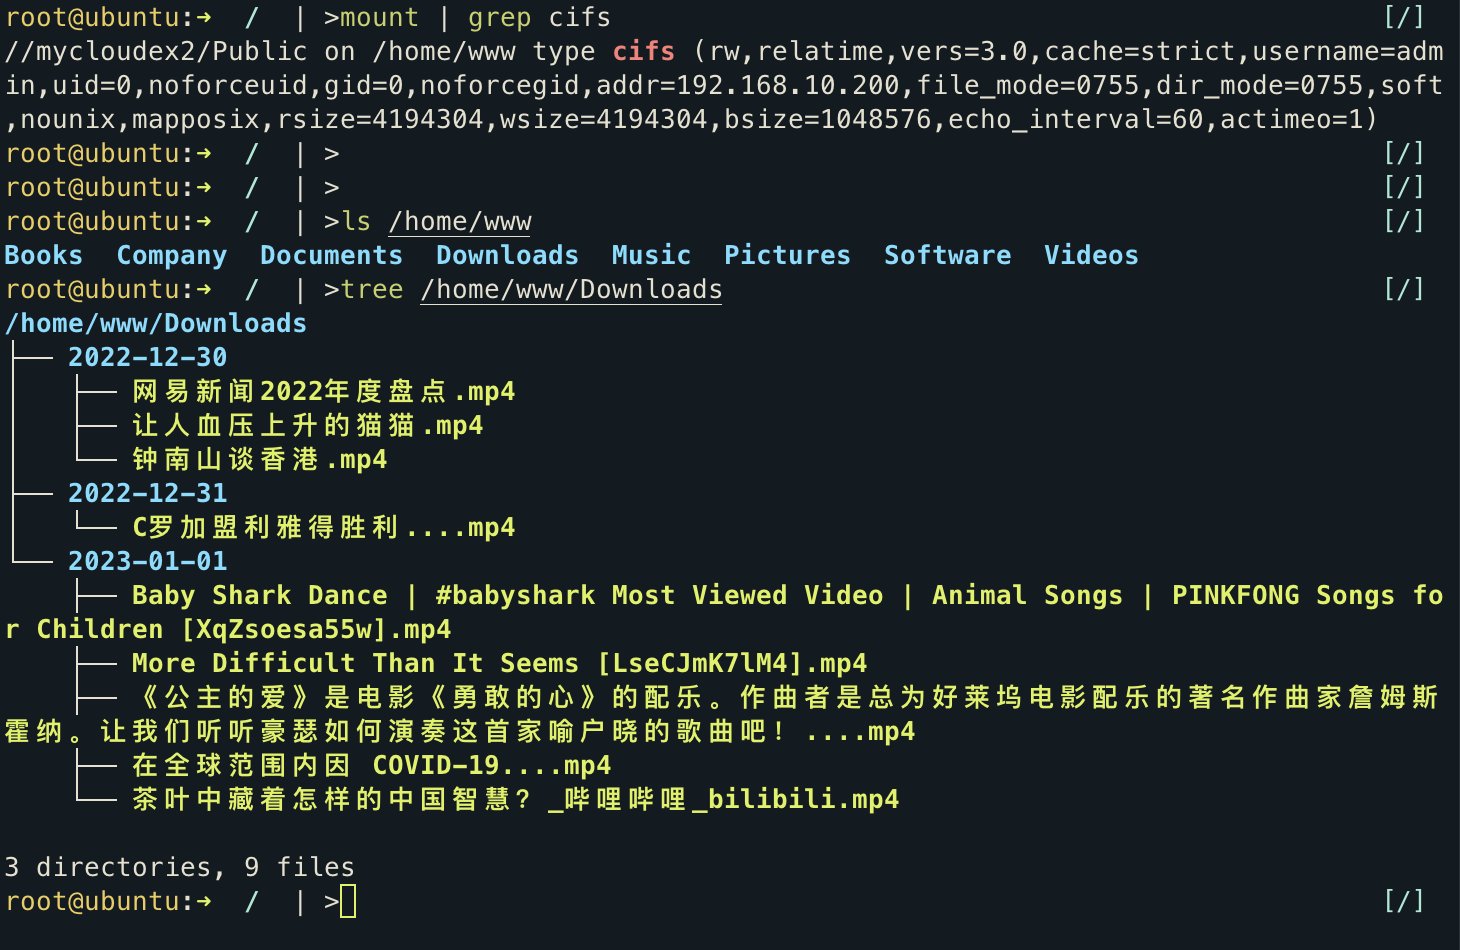 root@ubuntu:➜  /  | >mount | grep cifs [/]
//mycloudex2/Public on /home/www type cifs (rw,relatime,vers=3.0,cache=strict,username=adm
in,uid=0,noforceuid,gid=0,noforcegid,addr=192.168.10.200,file_mode=0755,dir_mode=0755,soft
,nounix,mapposix,rsize=4194304,wsize=4194304,bsize=1048576,echo_interval=60,actimeo=1)
root@ubuntu:➜  /  | > [/]
root@ubuntu:➜  /  | > [/]
root@ubuntu:➜  /  | >ls /home/www [/]
Books  Company  Documents  Downloads  Music  Pictures  Software  Videos
root@ubuntu:➜  /  | >tree /home/www/Downloads [/]
/home/www/Downloads
├── 2022-12-30
│   ├── 网易新闻2022年度盘点.mp4
│   ├── 让人血压上升的猫猫.mp4
│   └── 钟南山谈香港.mp4
├── 2022-12-31
│   └── C罗加盟利雅得胜利....mp4
└── 2023-01-01
    ├── Baby Shark Dance | #babyshark Most Viewed Video | Animal Songs | PINKFONG Songs fo
r Children [XqZsoesa55w].mp4
    ├── More Difficult Than It Seems [LseCJmK7lM4].mp4
    ├── 《公主的爱》是电影《勇敢的心》的配乐。作曲者是总为好莱坞电影配乐的著名作曲家詹姆斯
霍纳。让我们听听豪瑟如何演奏这首家喻户晓的歌曲吧！....mp4
    ├── 在全球范围内因 COVID-19....mp4
    └── 茶叶中藏着怎样的中国智慧？_哔哩哔哩_bilibili.mp4
3 directories, 9 files
root@ubuntu:➜  /  | > [/]